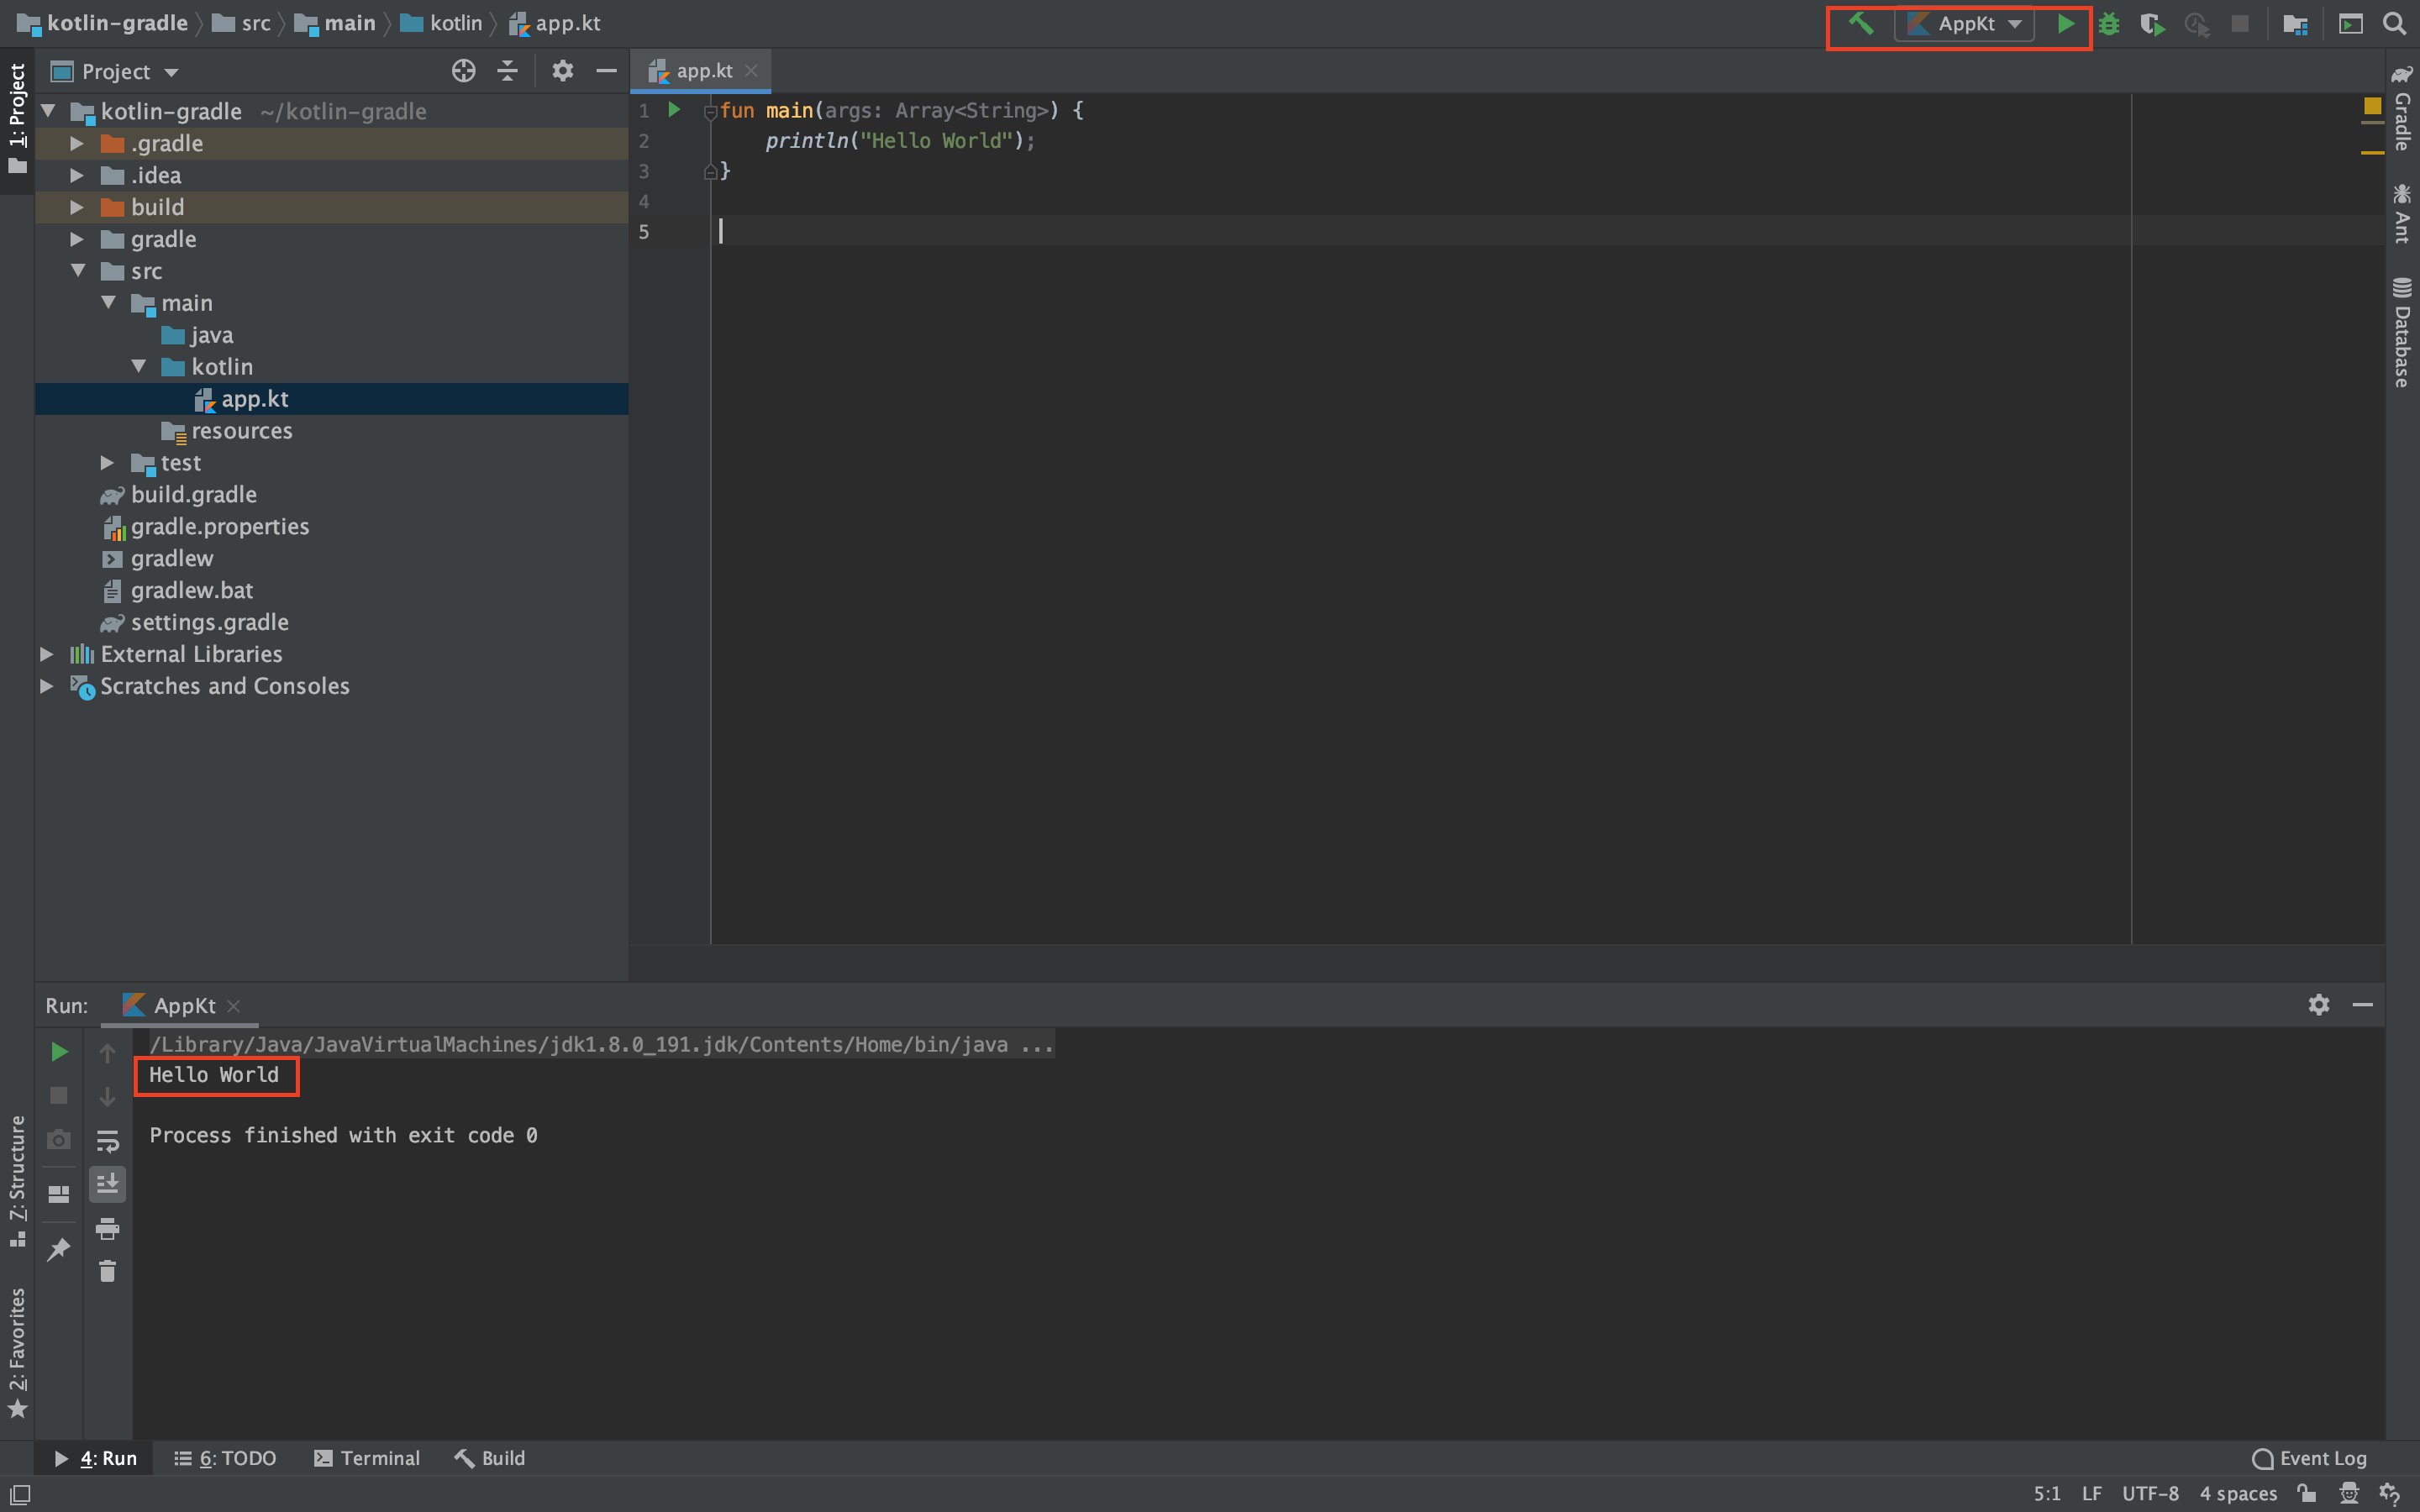 kotlin-gradle src main kotlin app.kt
AppKt
1: Project
Project
kotlin-gradle ~/kotlin-gradle
.gradle
.idea
build
gradle
src
main
java
kotlin
app.kt
resources
test
build.gradle
gradle.properties
gradlew
gradlew.bat
settings.gradle
External Libraries
Scratches and Consoles
app.kt
1 fun main(args: Array<String>) {
2 println("Hello World");
3 }
4
5
Gradle
Ant
Database
Run: AppKt
/Library/Java/JavaVirtualMachines/jdk1.8.0_191.jdk/Contents/Home/bin/java ...
Hello World
Process finished with exit code 0
Z: Structure
2: Favorites
4: Run 6: TODO Terminal Build Event Log
5:1 LF UTF-8 4 spaces